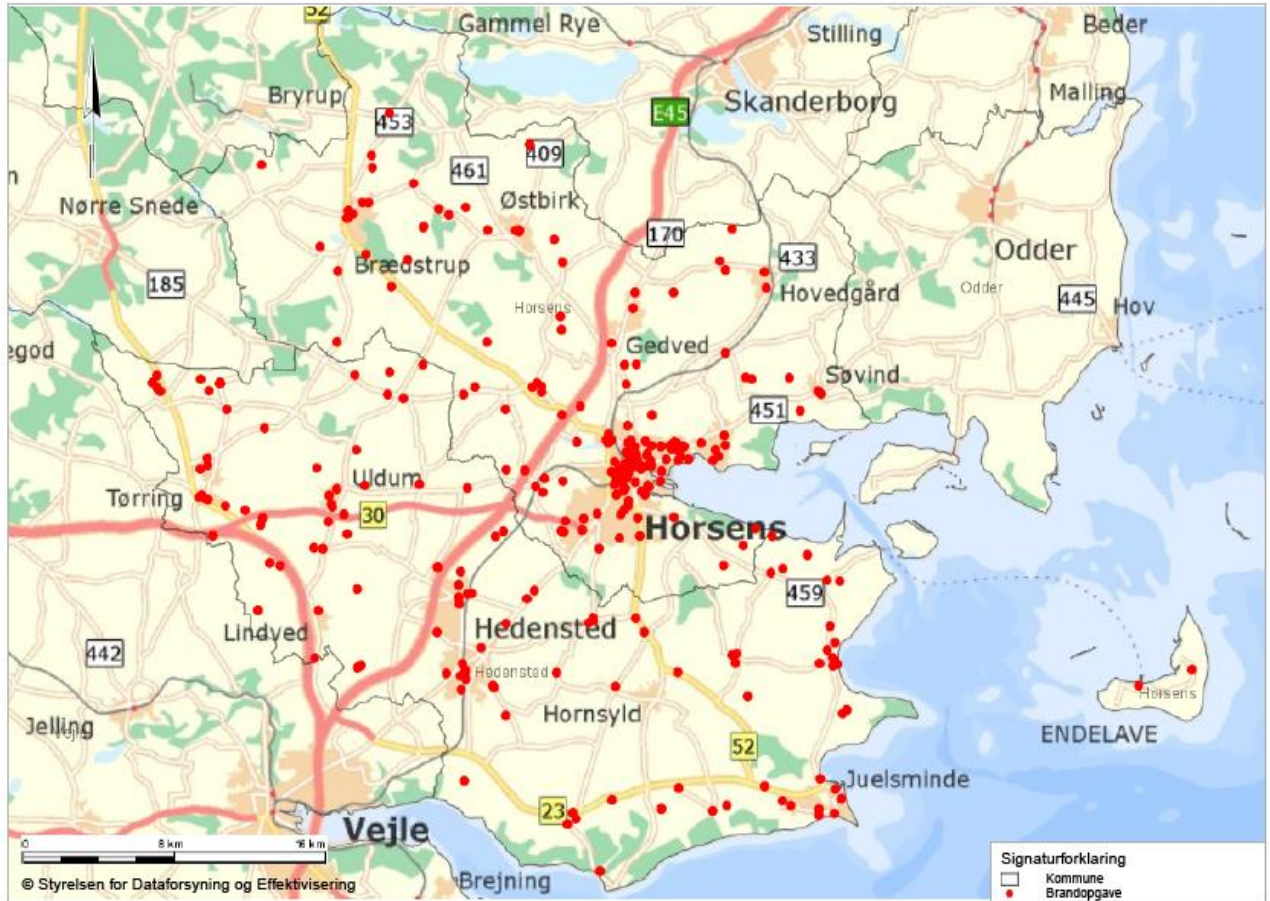 52
Gammel Rye
Stilling
Beder
Bryrup
453
E45
Skanderborg
Malling
409
461
Nørre Snede
Østbirk
170
Odder
433
Brædstrup
185
Hovedgård
Odder
445
Hov
Horsens
egod
Gedved
Søvind
451
Uldum
Tørring
30
Horsens
459
Lindved
Hedensted
442
Hedensted
Horsens
Hornsyld
Jelling
ENDELAVE
52
Juelsminde
23
Vejle
0 8 km 16 km
Signaturforklaring
Kommune
Brandopgave
© Styrelsen for Dataforsyning og Effektivisering
Brejning